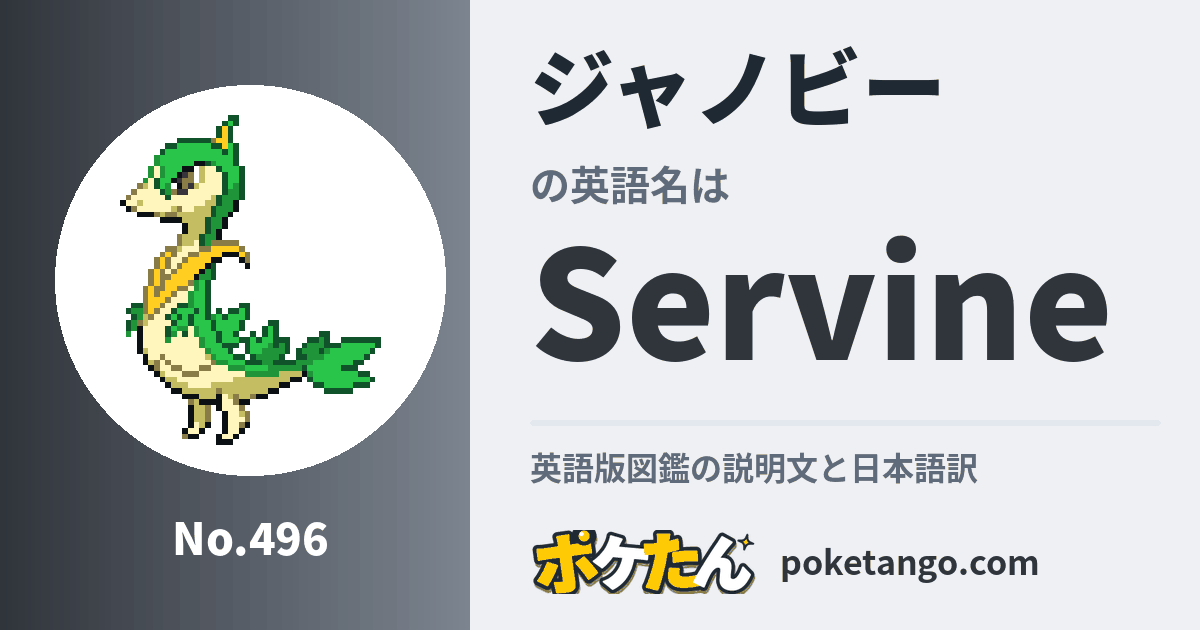 No.496
ジャノビー
の英語名は
Servine
英語版図鑑の説明文と日本語訳
ポケたん poketango.com